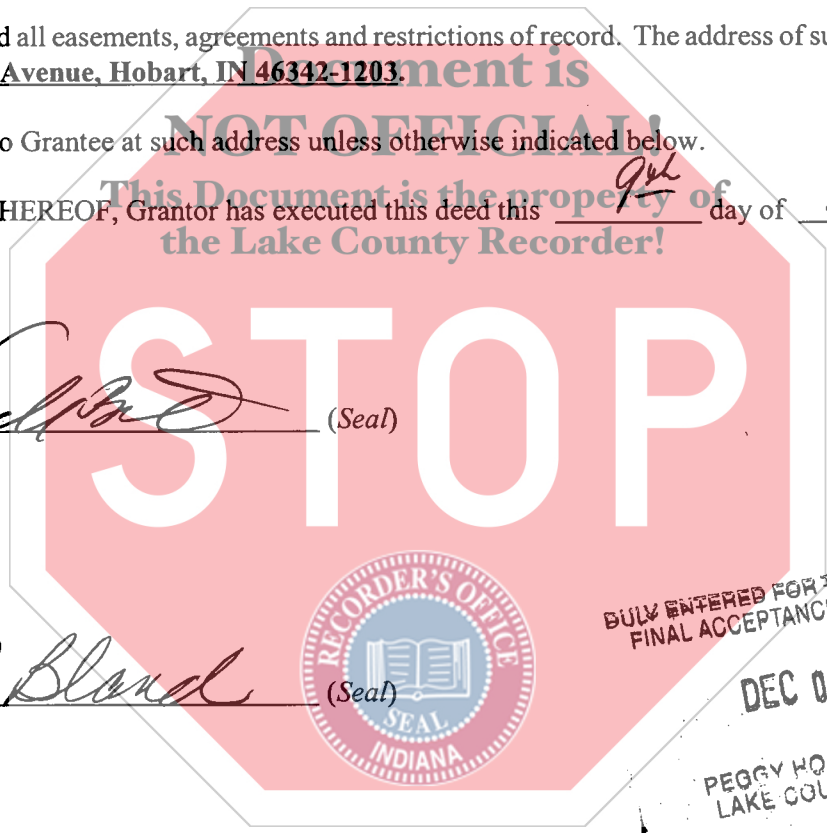 d all easements, agreements and restrictions of record. The address of su
Avenue, Hobart, IN 46342-1203.
Document is
NOT OFFICIAL!
o Grantee at such address unless otherwise indicated below.
This Document is the property of
the Lake County Recorder!
HEREOF, Grantor has executed this deed this 9th day of
STOP
(Seal)
Bland (Seal)
RECORDER'S OFFICE
SEAL
INDIANA
DULY ENTERED FOR
FINAL ACCEPTANC
DEC 0
PEGGY HO
LAKE COU